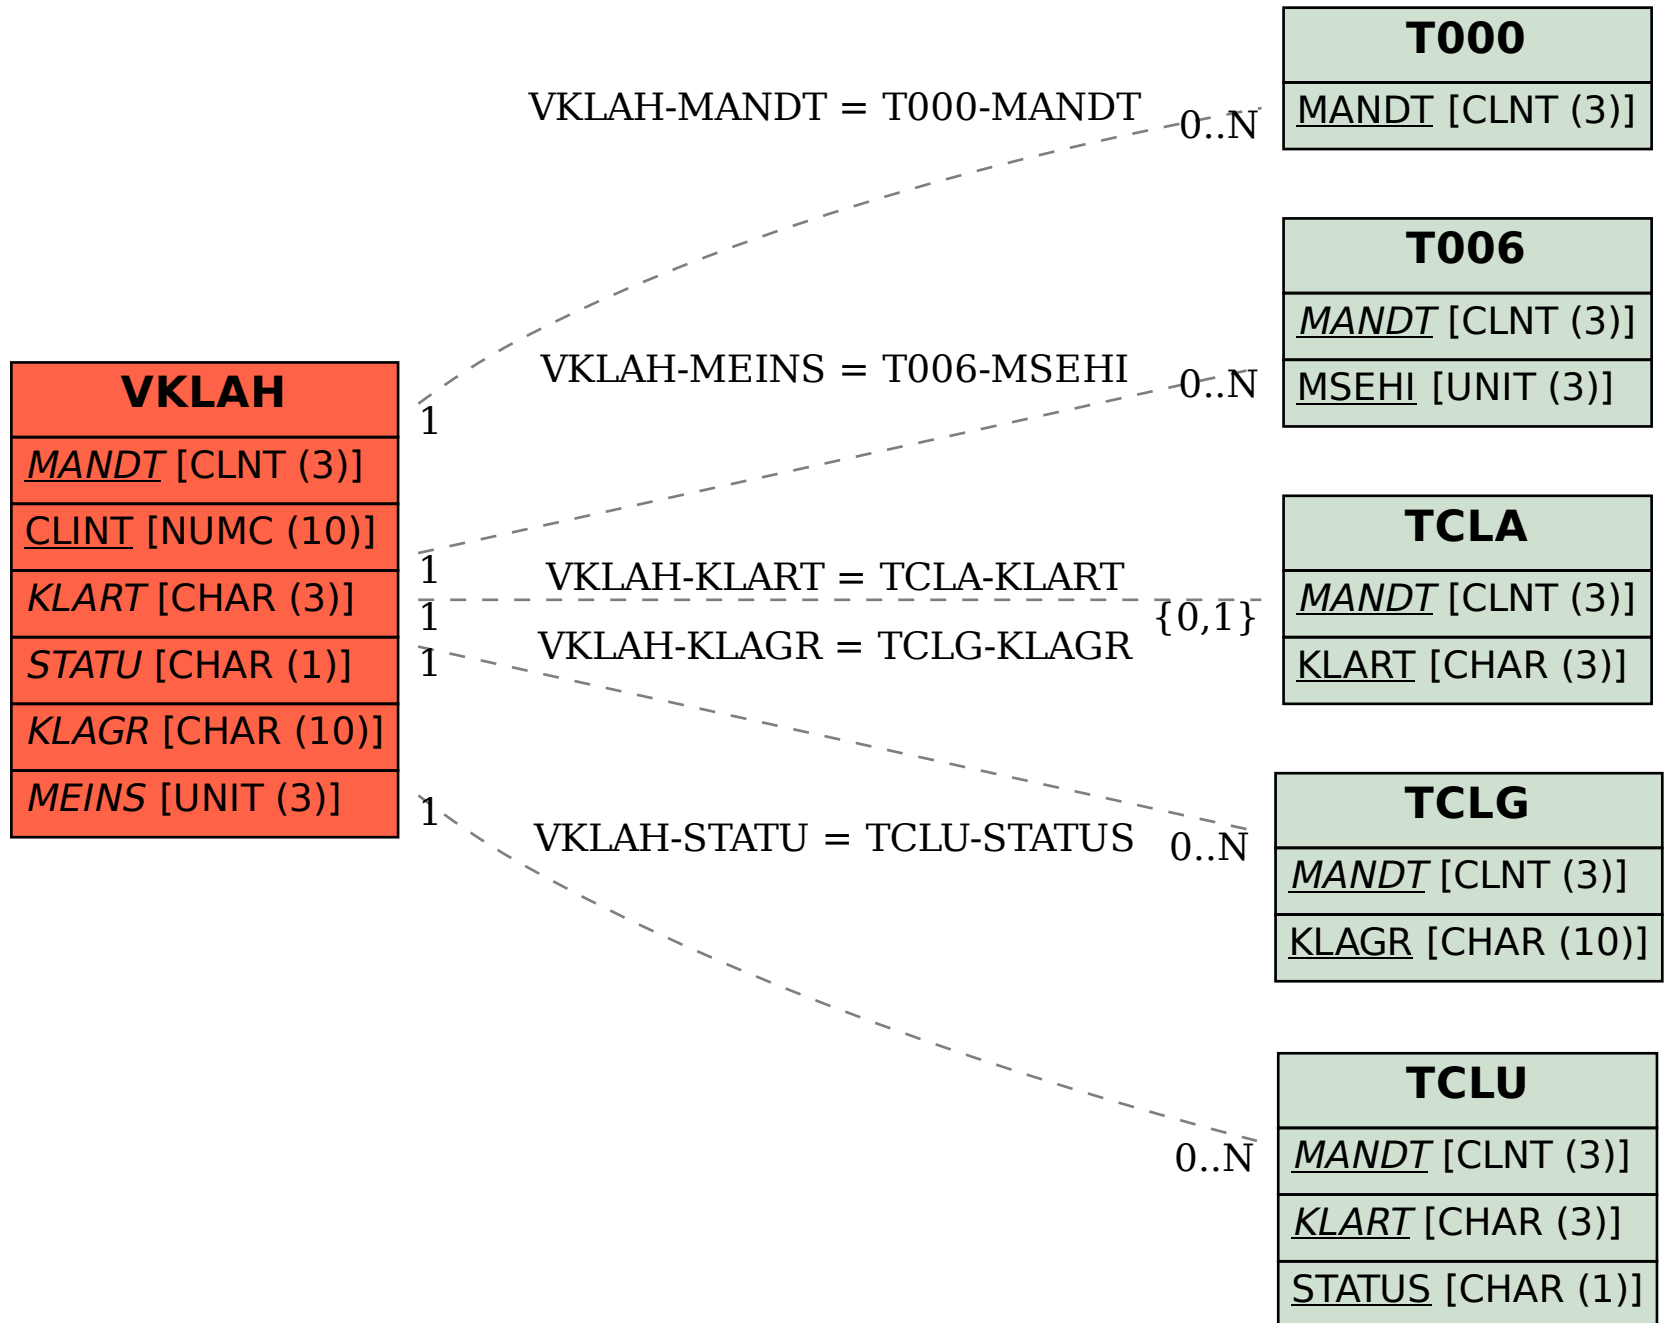 VKLAH
MANDT [CLNT (3)]
CLINT [NUMC (10)]
KLART [CHAR (3)]
STATU [CHAR (1)]
KLAGR [CHAR (10)]
MEINS [UNIT (3)]
VKLAH-MANDT = T000-MANDT
1
0..N
VKLAH-MEINS = T006-MSEHI
1
0..N
VKLAH-KLART = TCLA-KLART
1
{0,1}
VKLAH-KLAGR = TCLG-KLAGR
1
0..N
VKLAH-STATU = TCLU-STATUS
1
0..N
T000
MANDT [CLNT (3)]
T006
MANDT [CLNT (3)]
MSEHI [UNIT (3)]
TCLA
MANDT [CLNT (3)]
KLART [CHAR (3)]
TCLG
MANDT [CLNT (3)]
KLAGR [CHAR (10)]
TCLU
MANDT [CLNT (3)]
KLART [CHAR (3)]
STATUS [CHAR (1)]